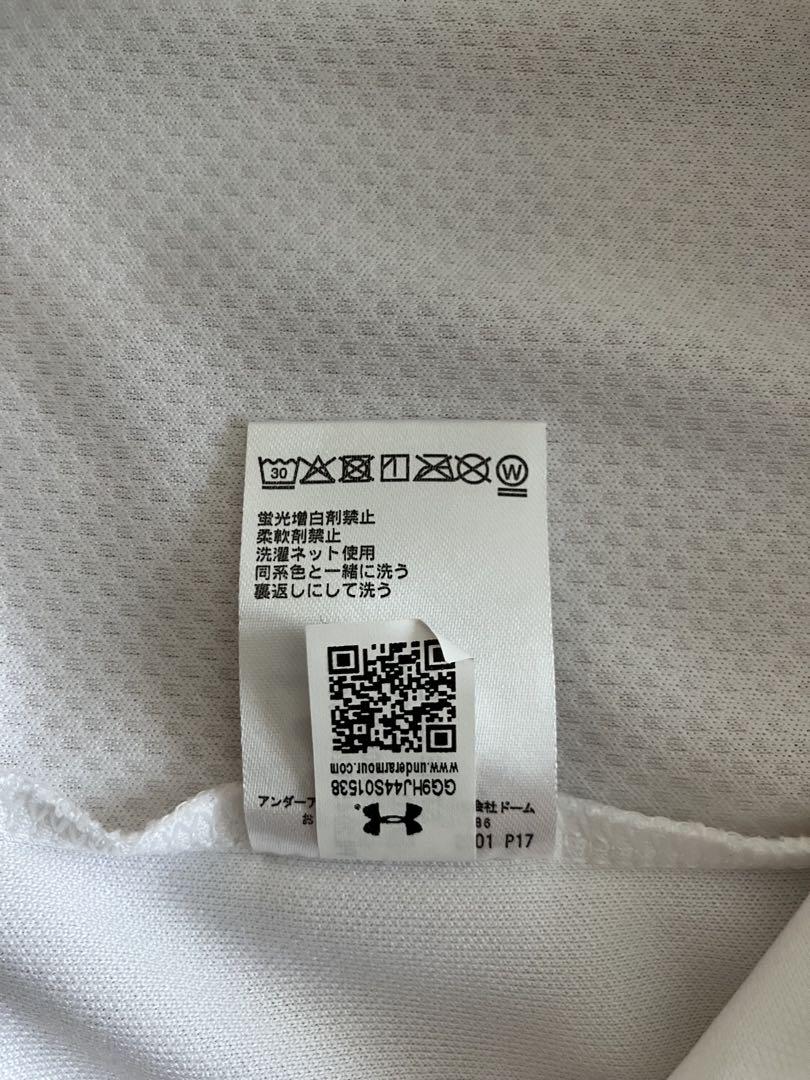 30 W
蛍光増白剤禁止
柔軟剤禁止
洗濯ネット使用
同系色と一緒に洗う
裏返しにして洗う
www.underarmour.com
GG9HJ44S01538
アンダーア
会社ドーム
お
86
01 P17